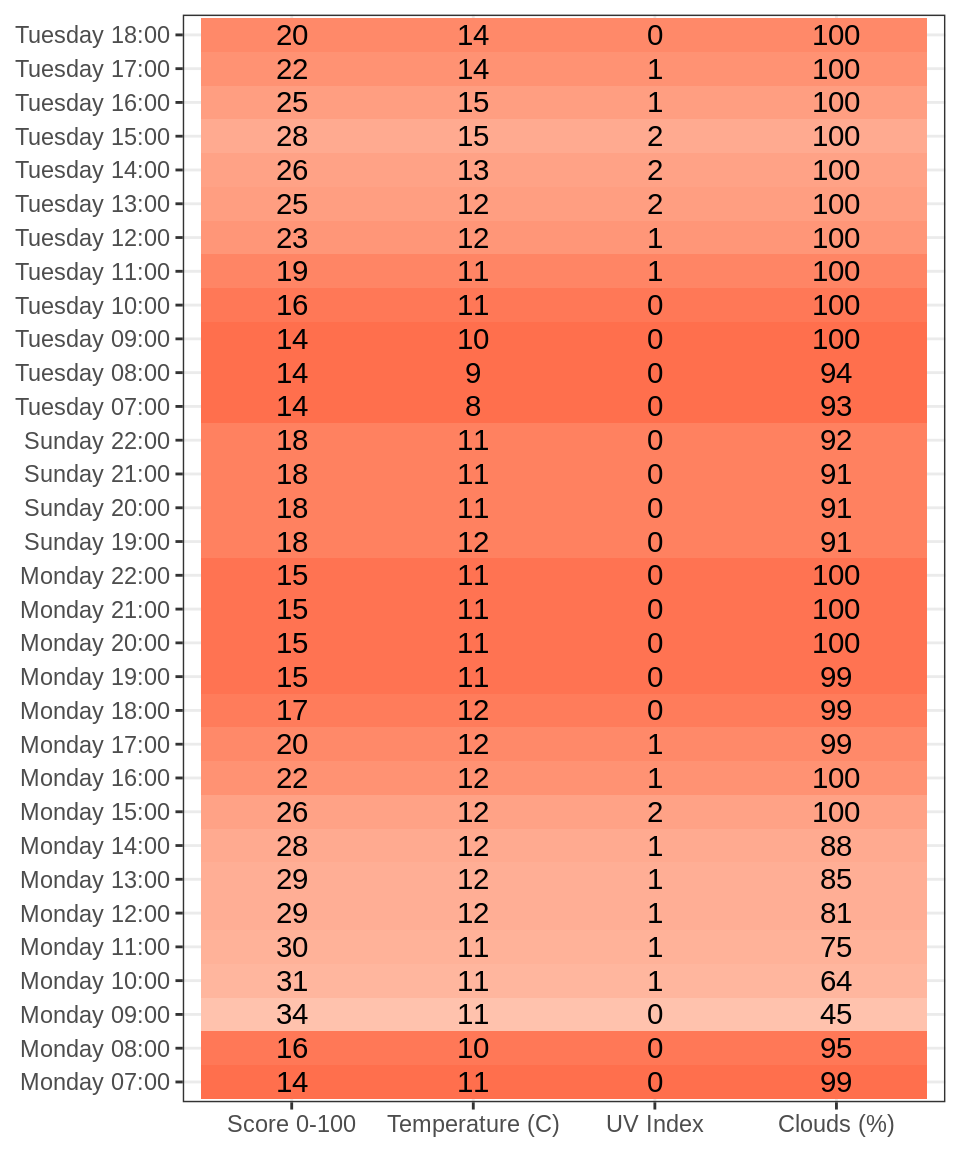 Tuesday 18:00 20 14 0 100
Tuesday 17:00 22 14 1 100
Tuesday 16:00 25 15 1 100
Tuesday 15:00 28 15 2 100
Tuesday 14:00 26 13 2 100
Tuesday 13:00 25 12 2 100
Tuesday 12:00 23 12 1 100
Tuesday 11:00 19 11 1 100
Tuesday 10:00 16 11 0 100
Tuesday 09:00 14 10 0 100
Tuesday 08:00 14 9 0 94
Tuesday 07:00 14 8 0 93
Sunday 22:00 18 11 0 92
Sunday 21:00 18 11 0 91
Sunday 20:00 18 11 0 91
Sunday 19:00 18 12 0 91
Monday 22:00 15 11 0 100
Monday 21:00 15 11 0 100
Monday 20:00 15 11 0 100
Monday 19:00 15 11 0 99
Monday 18:00 17 12 0 99
Monday 17:00 20 12 1 99
Monday 16:00 22 12 1 100
Monday 15:00 26 12 2 100
Monday 14:00 28 12 1 88
Monday 13:00 29 12 1 85
Monday 12:00 29 12 1 81
Monday 11:00 30 11 1 75
Monday 10:00 31 11 1 64
Monday 09:00 34 11 0 45
Monday 08:00 16 10 0 95
Monday 07:00 14 11 0 99
Score 0-100 Temperature (C) UV Index Clouds (%)